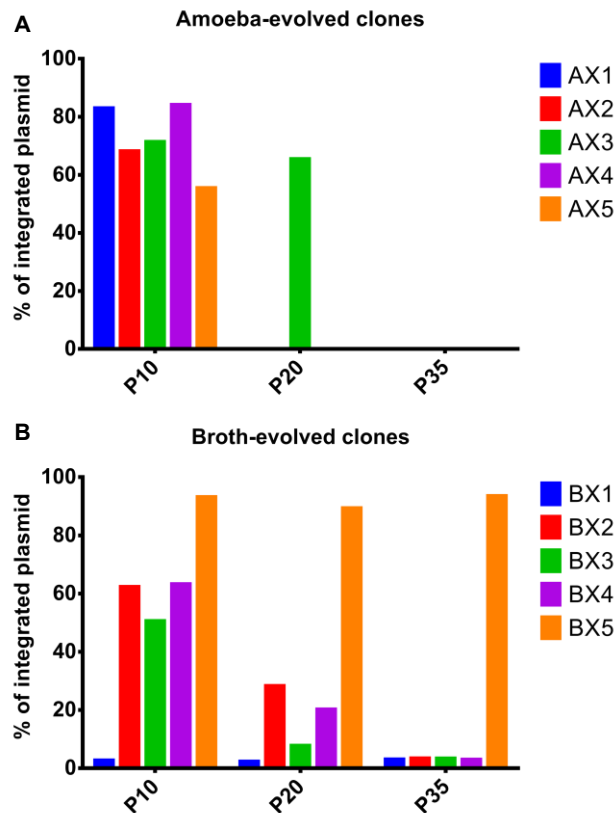 A
Amoeba-evolved clones
% of integrated plasmid
100
80
60
40
20
0
P10
P20
P35
AX1
AX2
AX3
AX4
AX5
B
Broth-evolved clones
% of integrated plasmid
100
80
60
40
20
0
P10
P20
P35
BX1
BX2
BX3
BX4
BX5